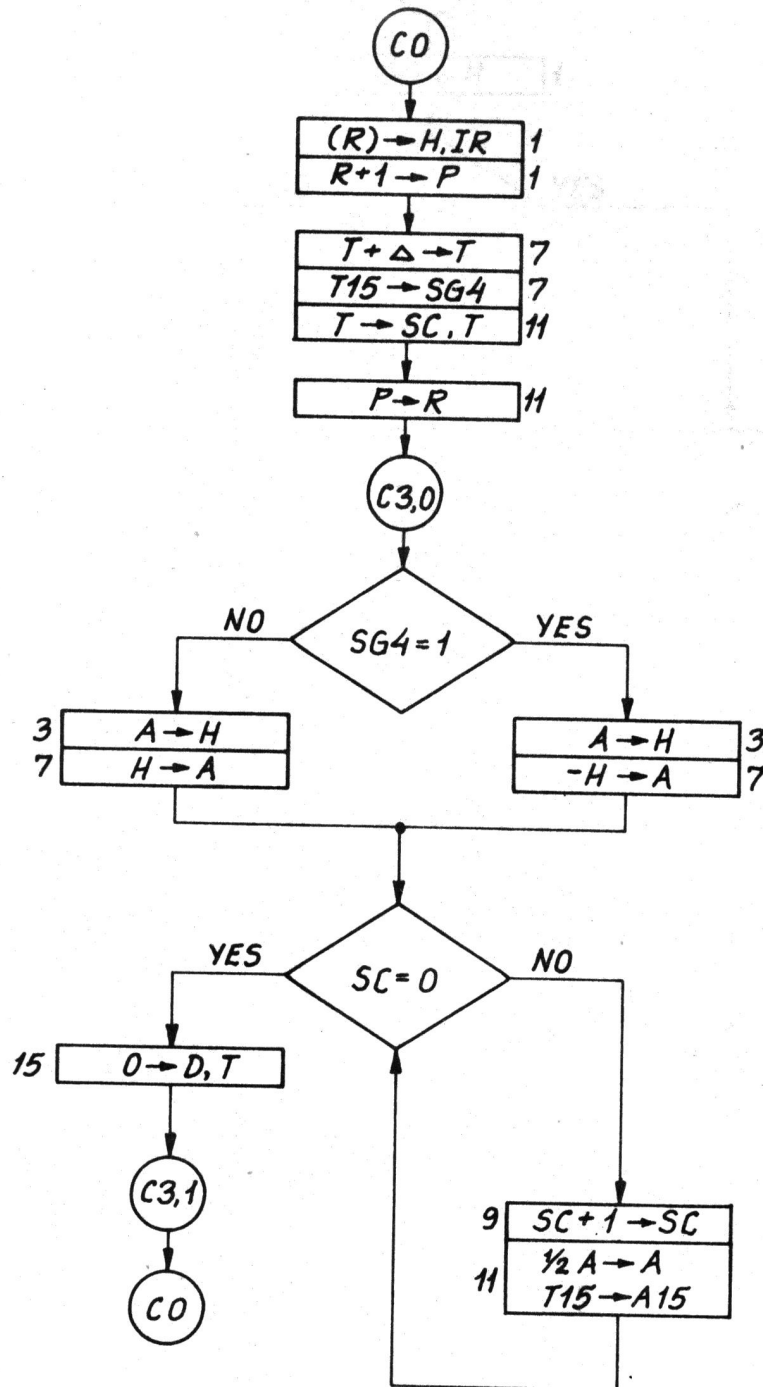 C0
(R) → H, IR 1
R+1 → P 1
T + Δ → T 7
T15 → SG4 7
T → SC, T 11
P → R 11
C3,0
SG4 = 1
NO
YES
3 A → H
7 H → A
A → H 3
-H → A 7
SC = 0
YES
NO
15 0 → D, T
C3,1
C0
9 SC + 1 → SC
11 ½ A → A
T15 → A15